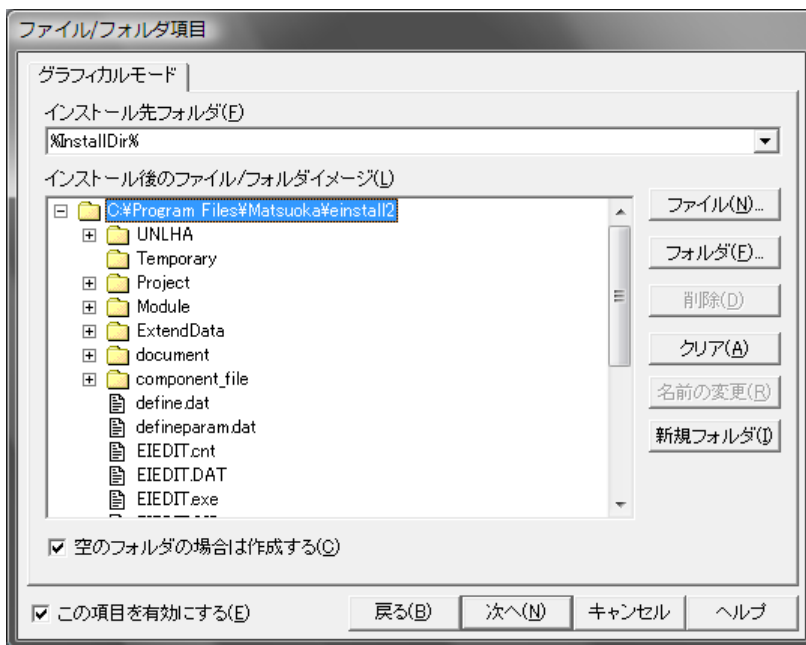 ファイル/フォルダ項目
グラフィカルモード
インストール先フォルダ(F)
%InstallDir%
インストール後のファイル/フォルダイメージ(L)
C:¥Program Files¥Matsuoka¥einstall2
UNLHA
Temporary
Project
Module
ExtendData
document
component_file
define.dat
defineparam.dat
EIEDIT.cnt
EIEDIT.DAT
EIEDIT.exe
ファイル(N)...
フォルダ(F)...
削除(D)
クリア(A)
名前の変更(R)
新規フォルダ(I)
空のフォルダの場合は作成する(C)
この項目を有効にする(E)
戻る(B)
次へ(N)
キャンセル
ヘルプ